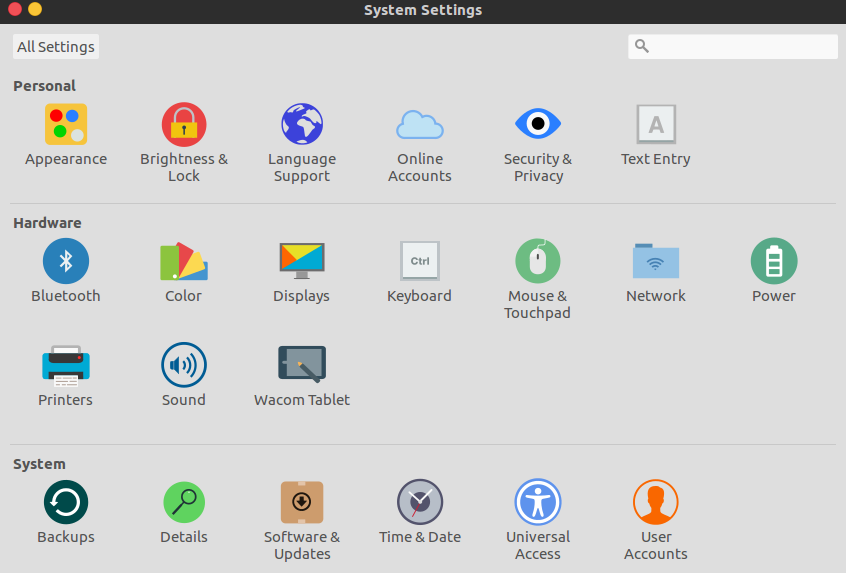 System Settings
All Settings
Personal
Appearance
Brightness &
Lock
Language
Support
Online
Accounts
Security &
Privacy
A
Text Entry
Hardware
Bluetooth
Color
Displays
Ctrl
Keyboard
Mouse &
Touchpad
Network
Power
Printers
Sound
Wacom Tablet
System
Backups
Details
Software &
Updates
Time & Date
Universal
Access
User
Accounts